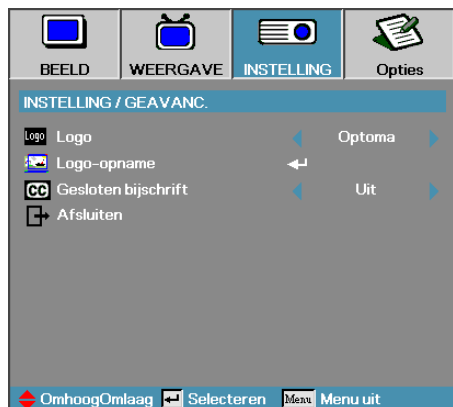 BEELD WEERGAVE INSTELLING Opties
INSTELLING / GEAVANC.
Logo Logo Optoma
Logo-opname
CC Gesloten bijschrift Uit
Afsluiten
OmhoogOmlaag Selecteren Menu Menu uit